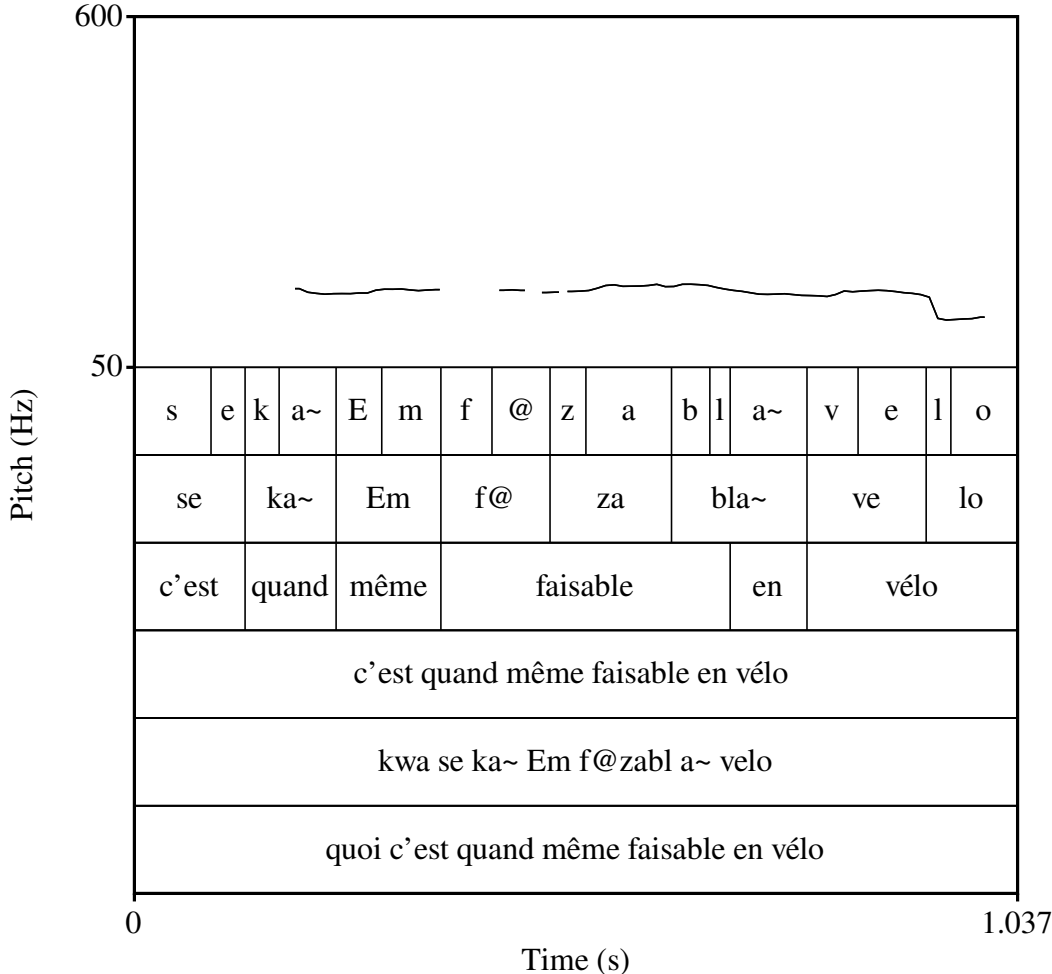 600
50
Pitch (Hz)
s e k a~ E m f @ z a b l a~ v e l o
se ka~ Em f@ za bla~ ve lo
c’est quand même faisable en vélo
c’est quand même faisable en vélo
kwa se ka~ Em f@zabl a~ velo
quoi c’est quand même faisable en vélo
0 1.037
Time (s)